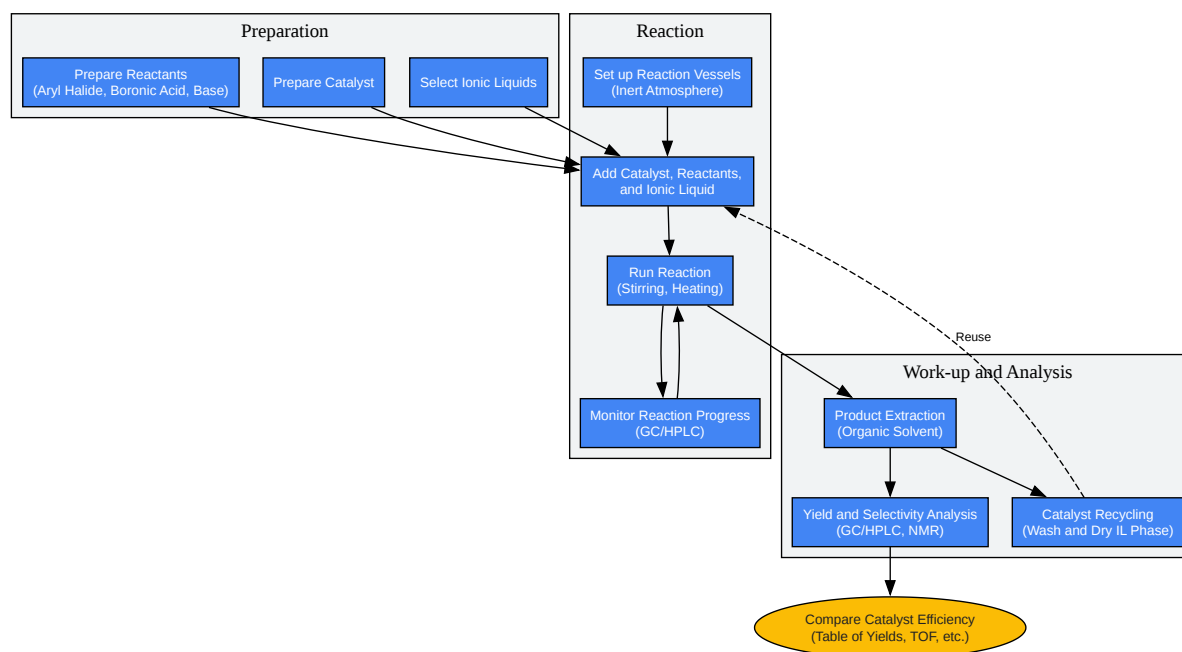 Preparation
Prepare Reactants
(Aryl Halide, Boronic Acid, Base)
Prepare Catalyst
Select Ionic Liquids
Reaction
Set up Reaction Vessels
(Inert Atmosphere)
Add Catalyst, Reactants,
and Ionic Liquid
Run Reaction
(Stirring, Heating)
Monitor Reaction Progress
(GC/HPLC)
Reuse
Work-up and Analysis
Product Extraction
(Organic Solvent)
Yield and Selectivity Analysis
(GC/HPLC, NMR)
Catalyst Recycling
(Wash and Dry IL Phase)
Compare Catalyst Efficiency
(Table of Yields, TOF, etc.)